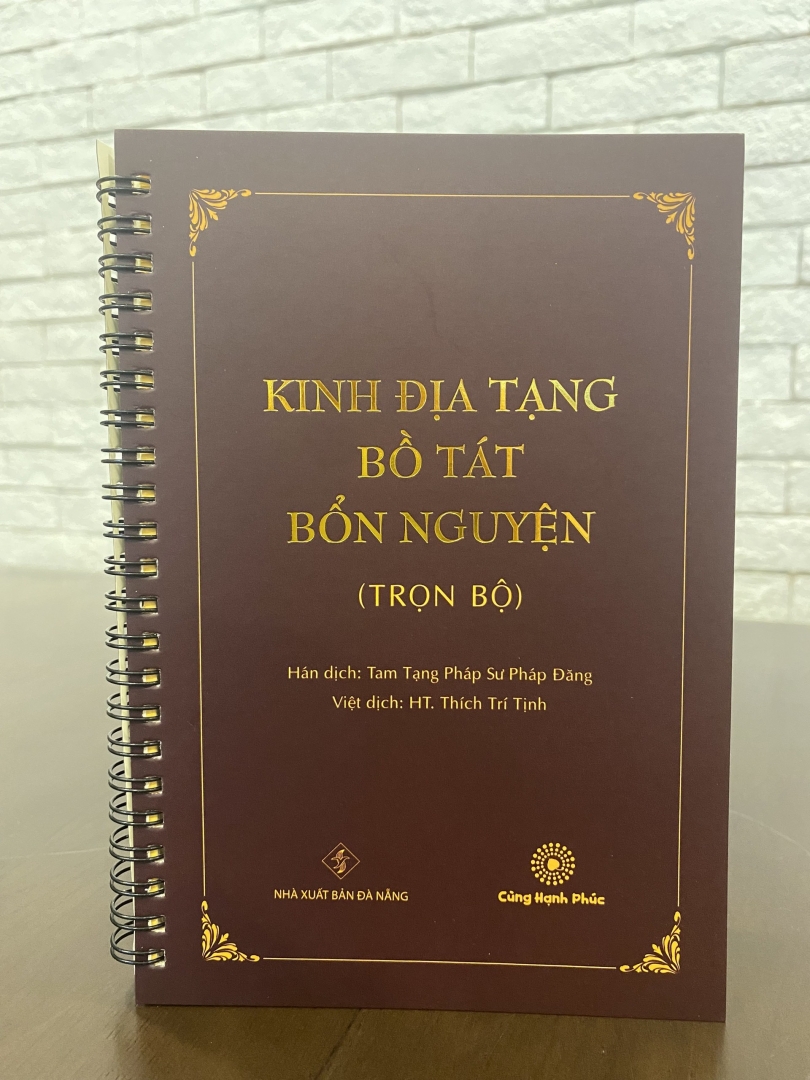 KINH ĐỊA TẠNG
BỒ TÁT
BỔN NGUYỆN
(TRỌN BỘ)
Hán dịch: Tam Tạng Pháp Sư Pháp Đăng
Việt dịch: HT. Thích Trí Tịnh
NHÀ XUẤT BẢN ĐÀ NẴNG
Cùng Hạnh Phúc